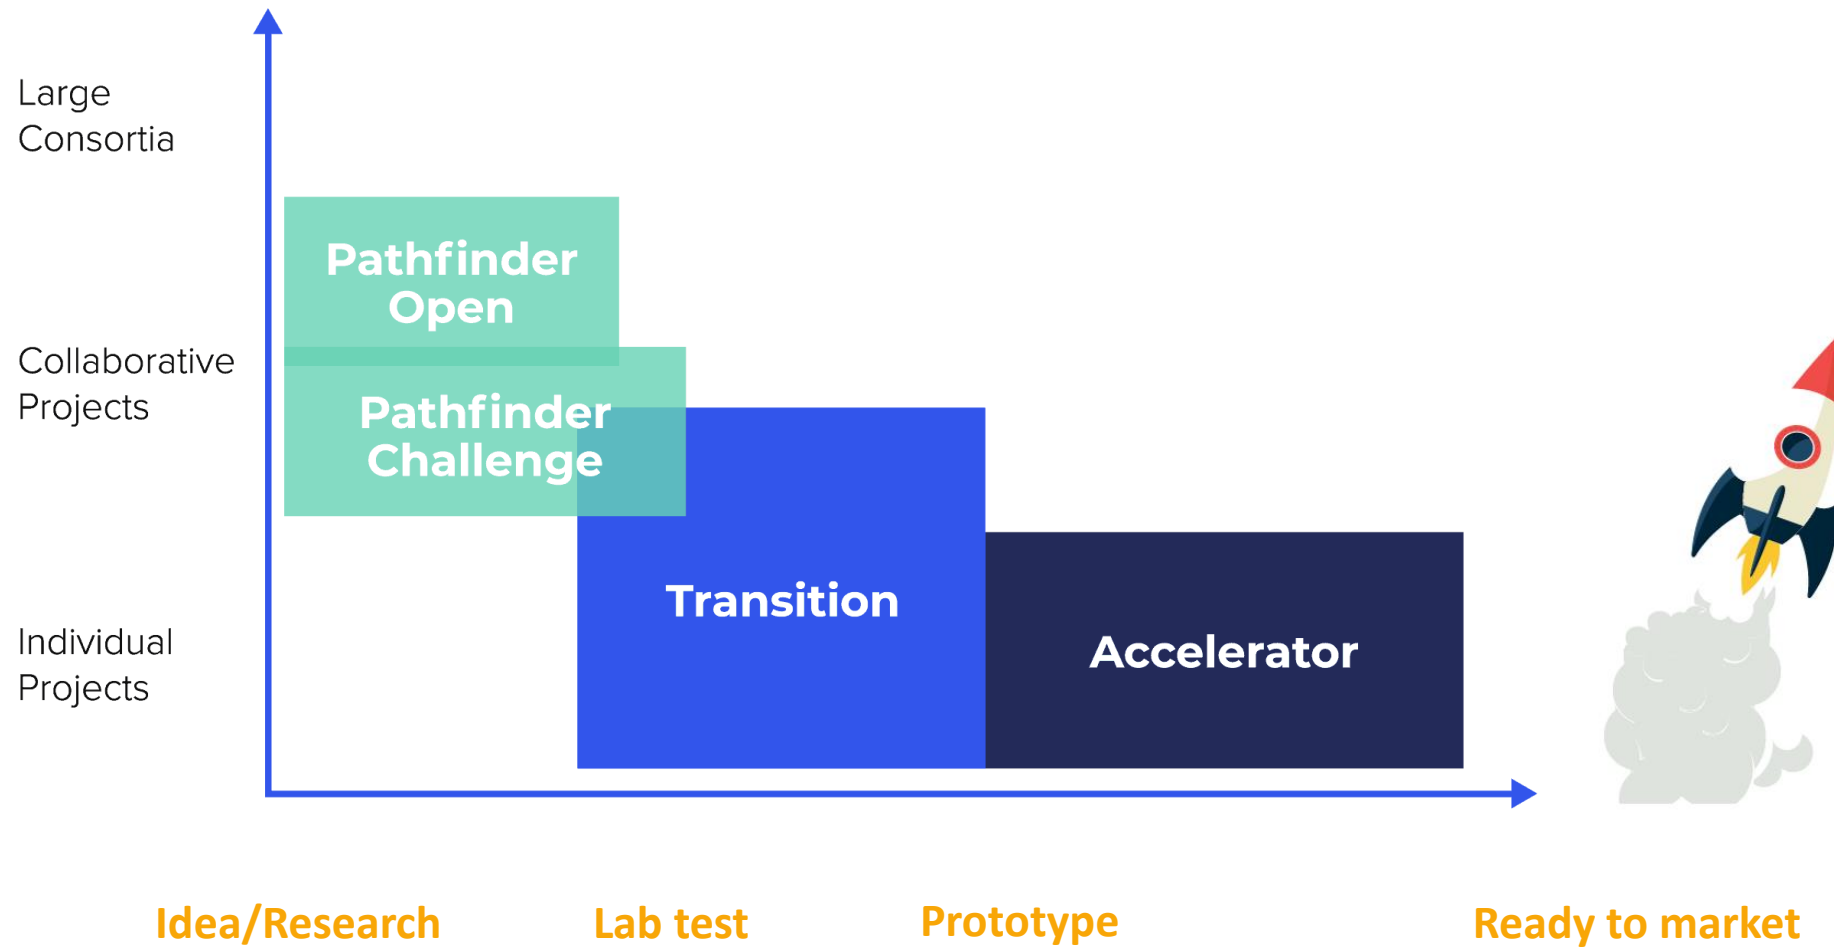 Large
Consortia
Pathfinder
Open
Collaborative
Projects
Pathfinder
Challenge
Transition
Individual
Projects
Accelerator
Idea/Research
Lab test
Prototype
Ready to market